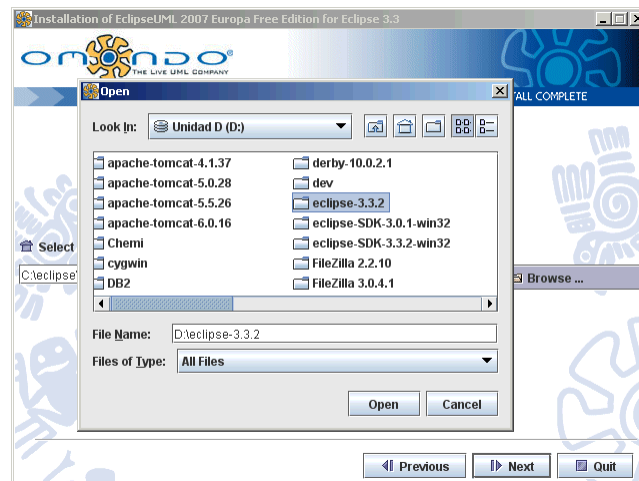 Installation of EclipseUML 2007 Europa Free Edition for Eclipse 3.3
OMONDO®
THE LIVE UML COMPANY
TALL COMPLETE
Open
Look In: Unidad D (D:)
apache-tomcat-4.1.37
apache-tomcat-5.0.28
apache-tomcat-5.5.26
apache-tomcat-6.0.16
Chemi
cygwin
DB2
derby-10.0.2.1
dev
eclipse-3.3.2
eclipse-SDK-3.0.1-win32
eclipse-SDK-3.3.2-win32
FileZilla 2.2.10
FileZilla 3.0.4.1
Select
C:\eclipse\
Browse ...
File Name: D:\eclipse-3.3.2
Files of Type: All Files
Open Cancel
Previous Next Quit